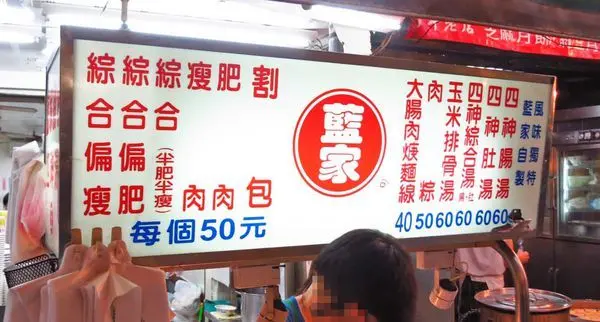 風味獨特
藍家自製
四神腸湯
四神肚湯
四神綜合湯(腸.肚)
玉米排骨湯
肉粽
大腸肉焿麵線
40 50 60 60 60 60
藍家
割包
肥肉
瘦肉
綜合(半肥半瘦)
綜合偏肥
綜合偏瘦
每個50元